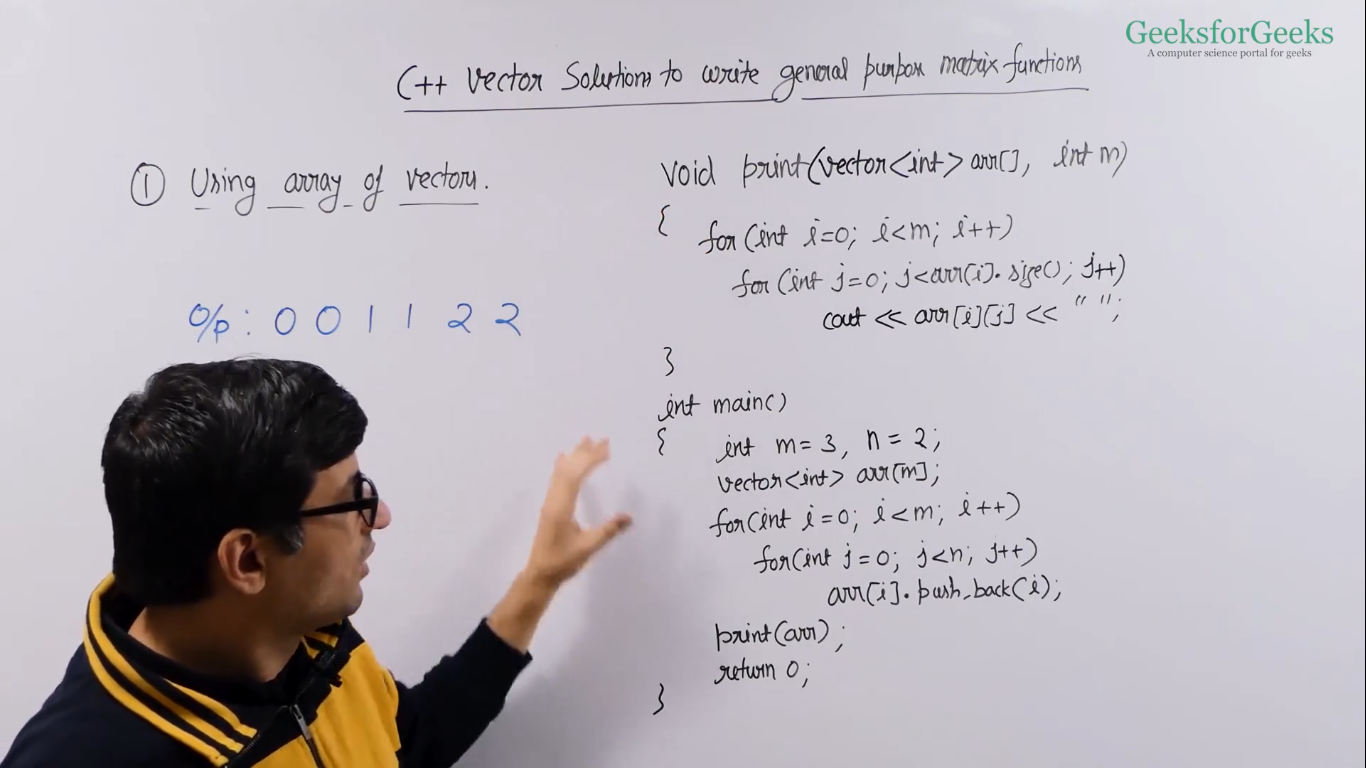 GeeksforGeeks
A computer science portal for geeks
C++ Vector Solutions to write general purpose matrix functions
① Using array of vectors.
O/p : 0 0 1 1 2 2
void print(vector<int> arr[], int m)
{
for(int i=0; i<m; i++)
for(int j=0; j<arr[i].size(); j++)
cout << arr[i][j] << " ";
}
int main()
{ int m=3, n=2;
vector<int> arr[m];
for(int i=0; i<m; i++)
for(int j=0; j<n; j++)
arr[i].push_back(i);
print(arr);
return 0;
}